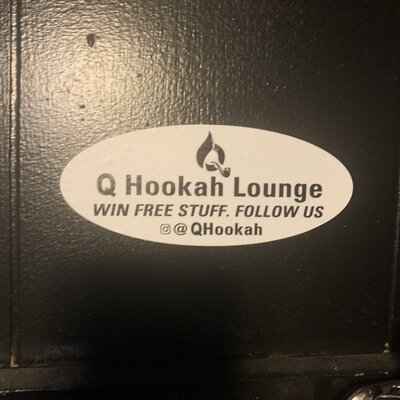 Q Hookah Lounge
WIN FREE STUFF. FOLLOW US
@QHookah